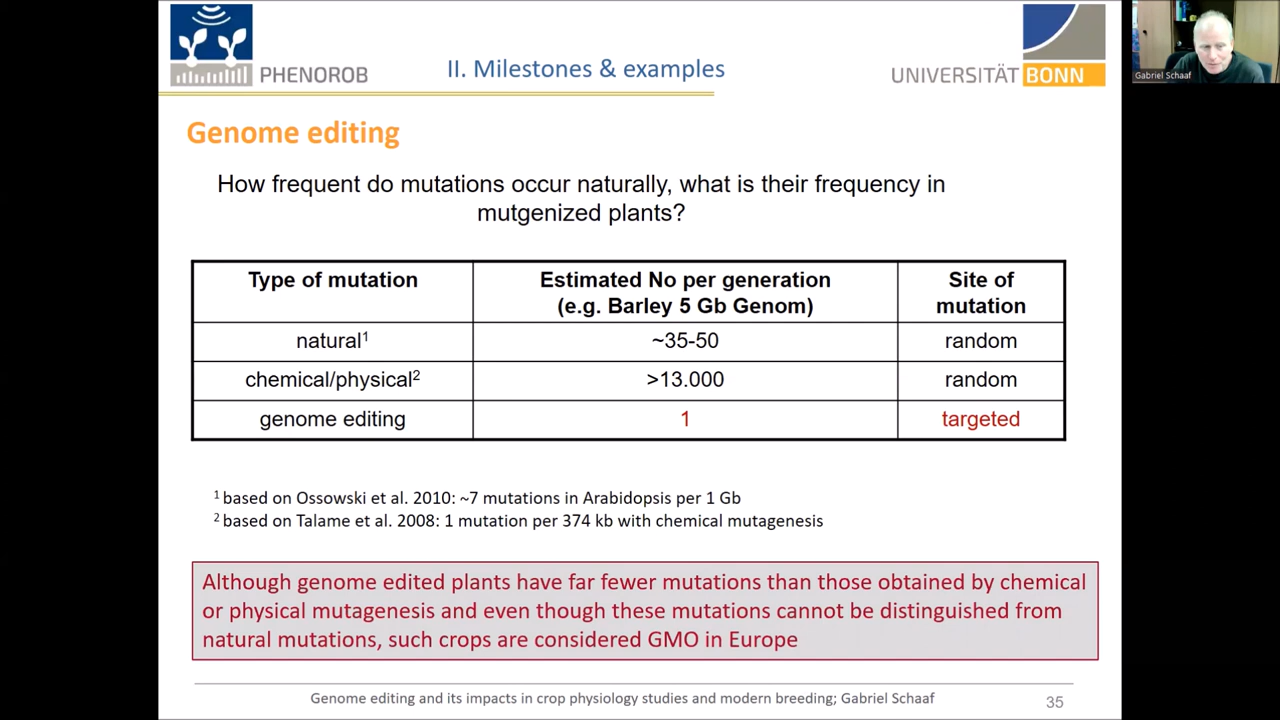 PHENOROB
II. Milestones & examples
UNIVERSITÄT BONN
Gabriel Schaaf
Genome editing
How frequent do mutations occur naturally, what is their frequency in
mutgenized plants?
Type of mutation
Estimated No per generation
(e.g. Barley 5 Gb Genom)
Site of
mutation
natural¹
~35-50
random
chemical/physical²
>13.000
random
genome editing
1
targeted
¹ based on Ossowski et al. 2010: ~7 mutations in Arabidopsis per 1 Gb
² based on Talame et al. 2008: 1 mutation per 374 kb with chemical mutagenesis
Although genome edited plants have far fewer mutations than those obtained by chemical
or physical mutagenesis and even though these mutations cannot be distinguished from
natural mutations, such crops are considered GMO in Europe
Genome editing and its impacts in crop physiology studies and modern breeding; Gabriel Schaaf
35